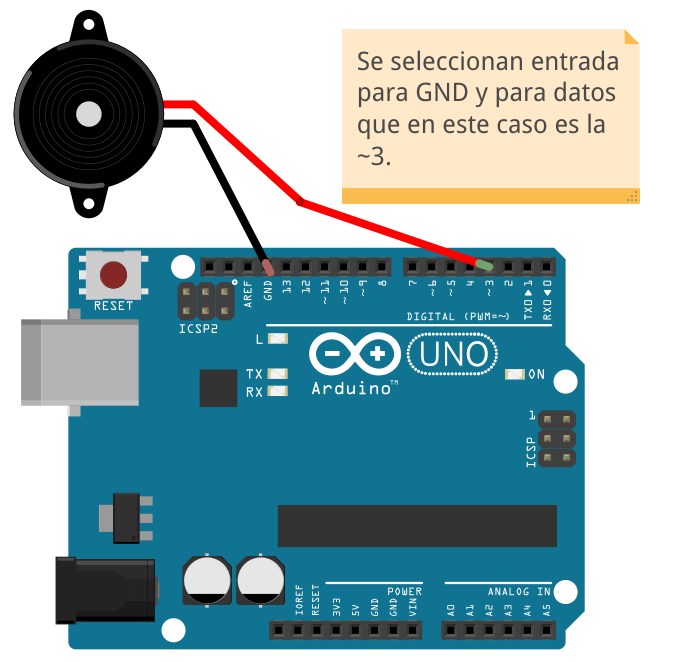 Se seleccionan entrada
para GND y para datos
que en este caso es la
~3.
RESET
ICSP2
AREF
GND
13
12
~11
~10
~9
8
7
~6
~5
4
~3
2
TX0▶1
RX0◀0
DIGITAL (PWM=~)
L
TX
RX
Arduino™
UNO
ON
1
ICSP
POWER
ANALOG IN
IOREF
RESET
3V3
5V
GND
GND
VIN
A0
A1
A2
A3
A4
A5